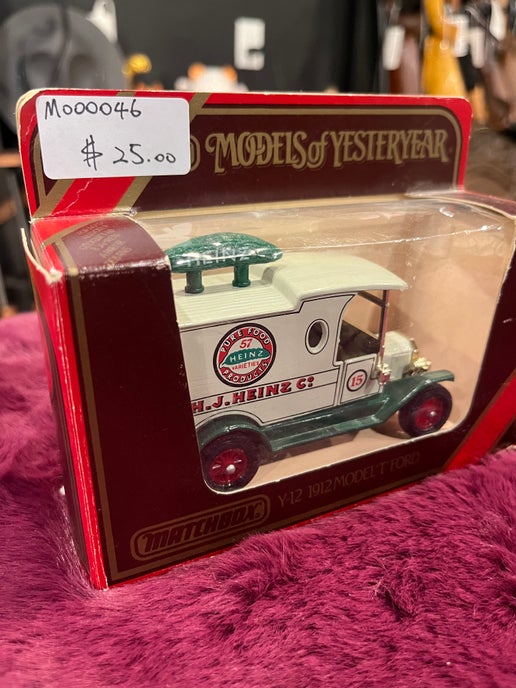 M000046
$ 25.00
MODELS of YESTERYEAR
HEINZ
PURE FOOD
57
HEINZ
VARIETIES
PRODUCTS
H.J. HEINZ Co
15
Y-12 1912 MODEL 'T' FORD
MATCHBOX